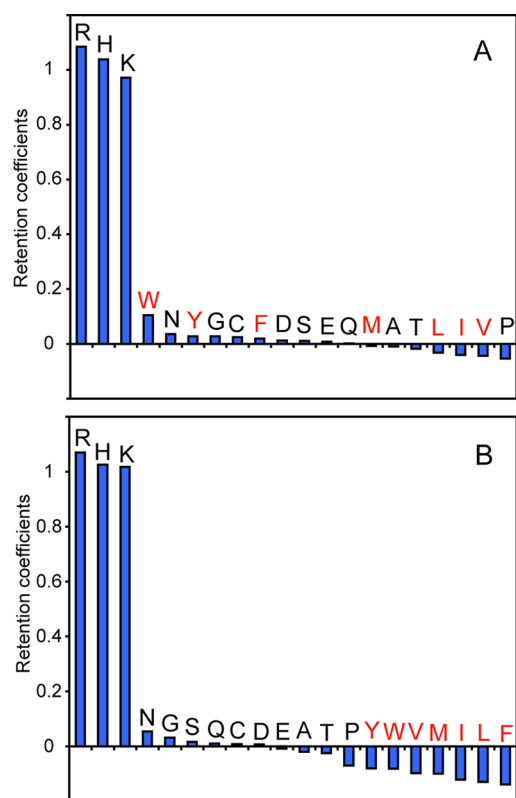 A
R H K W N Y G C F D S E Q M A T L I V P
Retention coefficients
1
0.8
0.6
0.4
0.2
0
B
R H K N G S Q C D E A T P Y W V M I L F
Retention coefficients
1
0.8
0.6
0.4
0.2
0